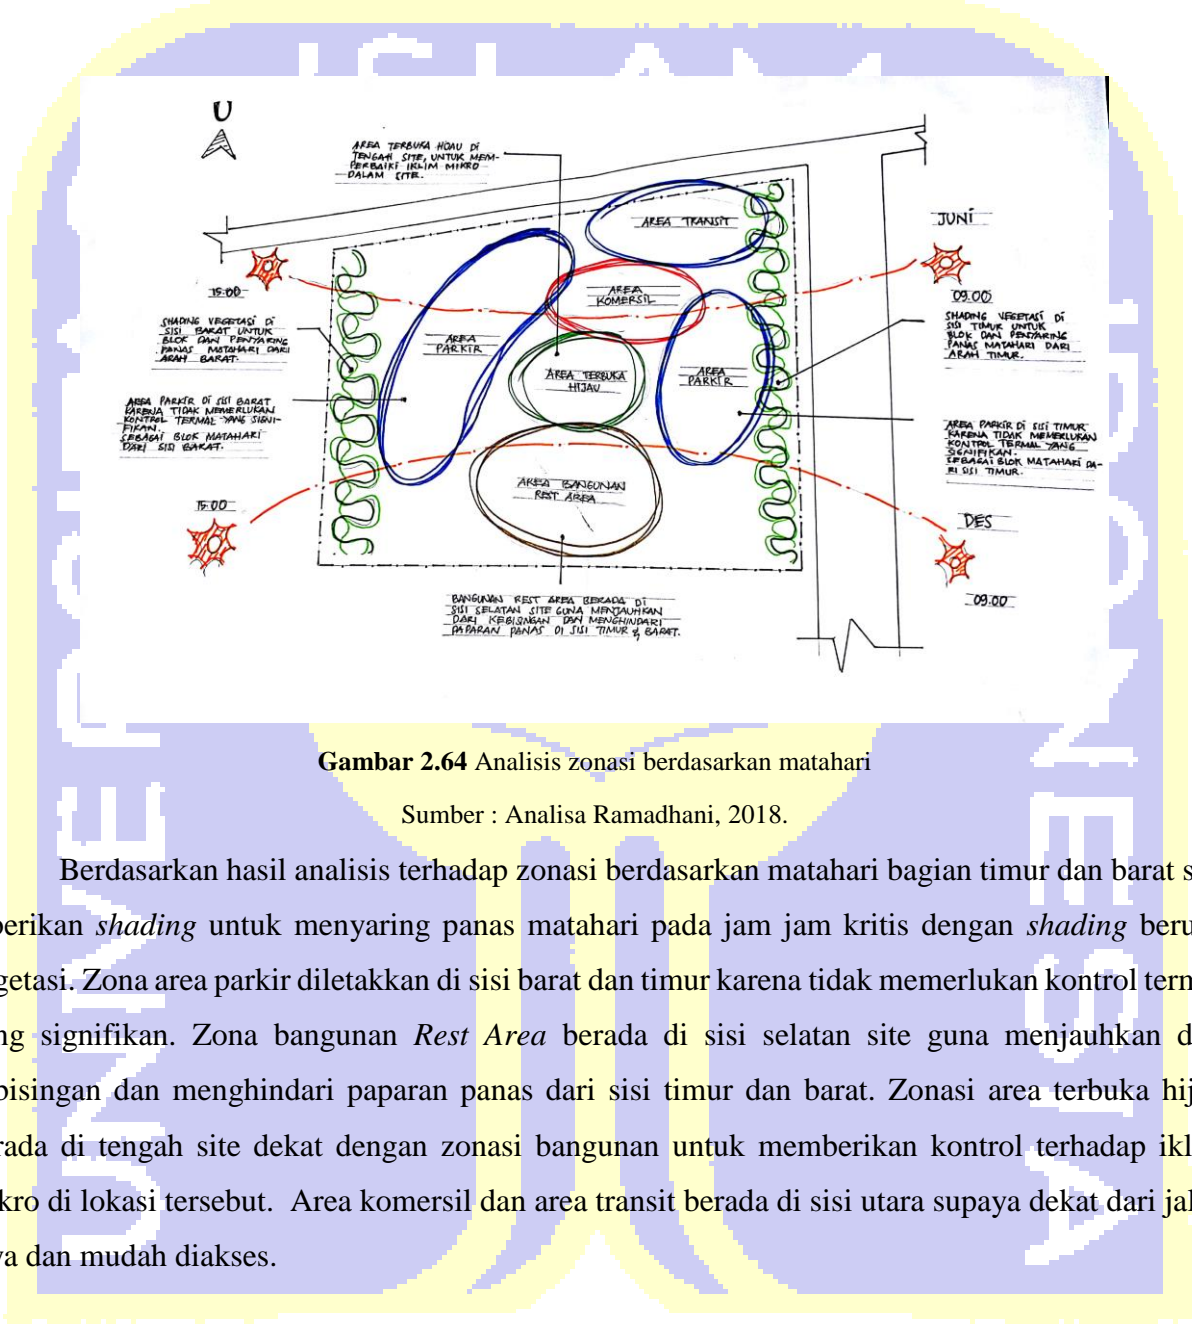 ISLAM
UNIVERSITAS
INDONESIA
U
AREA TERBUKA HIJAU DI
TENGAH SITE, UNTUK MEM-
PERBAIKI IKLIM MIKRO
DALAM SITE.
AREA TRANSIT
JUNI
15:00
AREA
KOMERSIL
09.00
SHADING VEGETASI DI
SISI BARAT UNTUK
BLOK DAN PENYARING
PANAS MATAHARI DARI
ARAH BARAT.
SHADING VEGETASI DI
SISI TIMUR UNTUK
BLOK DAN PENYARING
PANAS MATAHARI DARI
ARAH TIMUR.
AREA
PARKIR
AREA TERBUKA
HIJAU
AREA
PARKIR
AREA PARKIR DI SISI BARAT
KARENA TIDAK MEMERLUKAN
KONTROL TERMAL YANG SIGNI-
FIKAN.
SEBAGAI BLOK MATAHARI
DARI SISI BARAT.
AREA PARKIR DI SISI TIMUR
KARENA TIDAK MEMERLUKAN
KONTROL TERMAL YANG
SIGNIFIKAN.
SEBAGAI BLOK MATAHARI DA-
RI SISI TIMUR.
AREA BANGUNAN
REST AREA
15:00
DES
09.00
BANGUNAN REST AREA BERADA DI
SISI SELATAN SITE GUNA MENJAUHKAN
DARI KEBISINGAN DAN MENGHINDARI
PAPARAN PANAS DI SISI TIMUR & BARAT.
Gambar 2.64 Analisis zonasi berdasarkan matahari
Sumber : Analisa Ramadhani, 2018.
Berdasarkan hasil analisis terhadap zonasi berdasarkan matahari bagian timur dan barat s
berikan shading untuk menyaring panas matahari pada jam jam kritis dengan shading beru
getasi. Zona area parkir diletakkan di sisi barat dan timur karena tidak memerlukan kontrol term
ng signifikan. Zona bangunan Rest Area berada di sisi selatan site guna menjauhkan d
bisingan dan menghindari paparan panas dari sisi timur dan barat. Zonasi area terbuka hij
rada di tengah site dekat dengan zonasi bangunan untuk memberikan kontrol terhadap ikl
kro di lokasi tersebut. Area komersil dan area transit berada di sisi utara supaya dekat dari jal
ya dan mudah diakses.